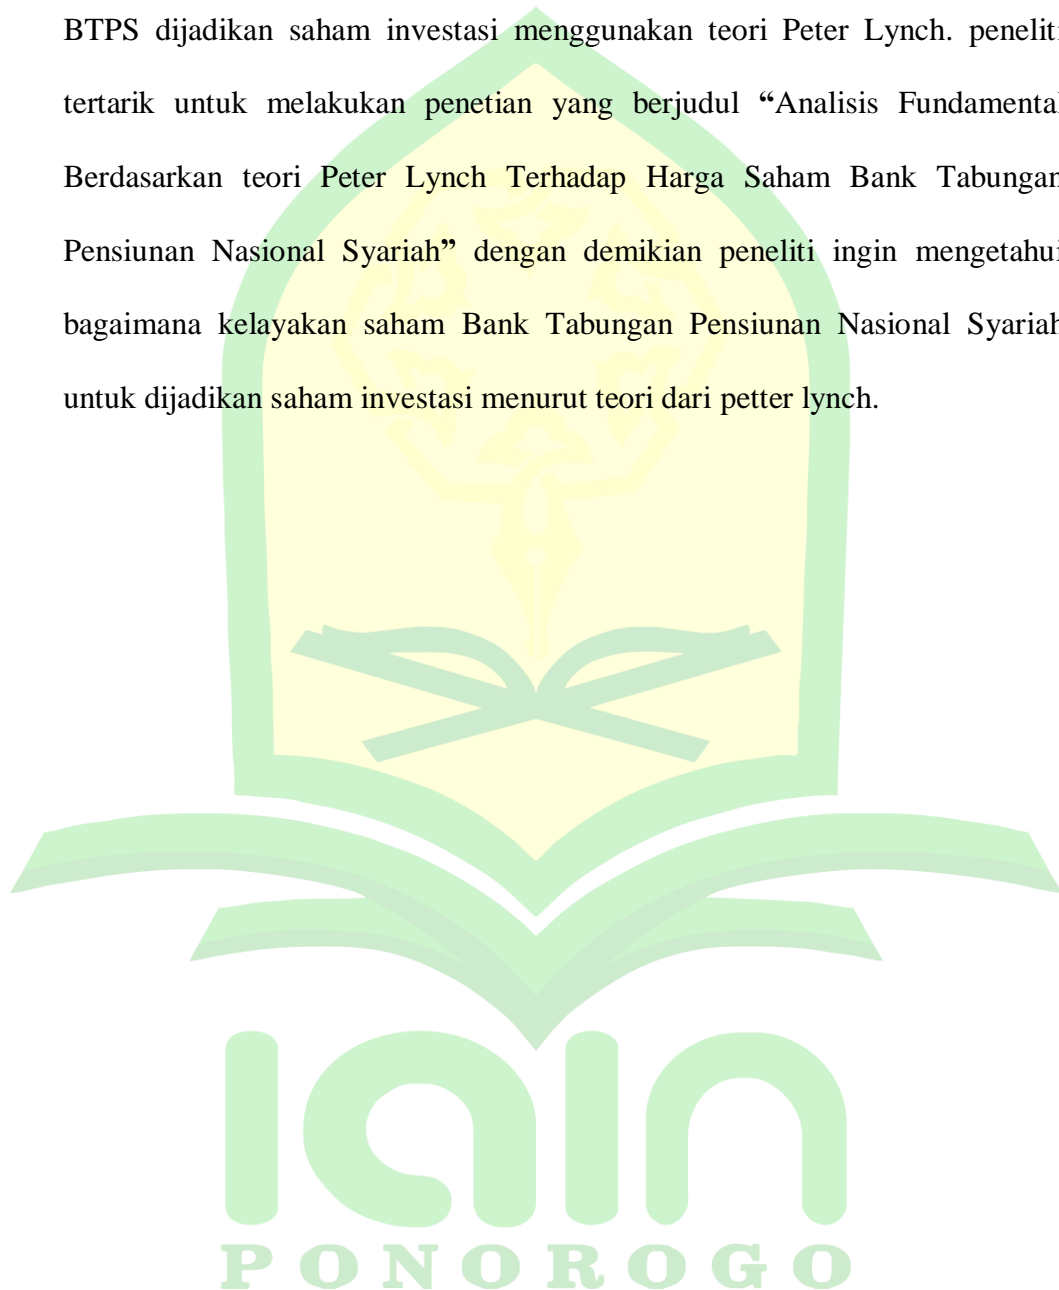 BTPS dijadikan saham investasi menggunakan teori Peter Lynch. peneliti
tertarik untuk melakukan penetian yang berjudul “Analisis Fundamental
Berdasarkan teori Peter Lynch Terhadap Harga Saham Bank Tabungan
Pensiunan Nasional Syariah” dengan demikian peneliti ingin mengetahui
bagaimana kelayakan saham Bank Tabungan Pensiunan Nasional Syariah
untuk dijadikan saham investasi menurut teori dari petter lynch.
iain
PONOROGO